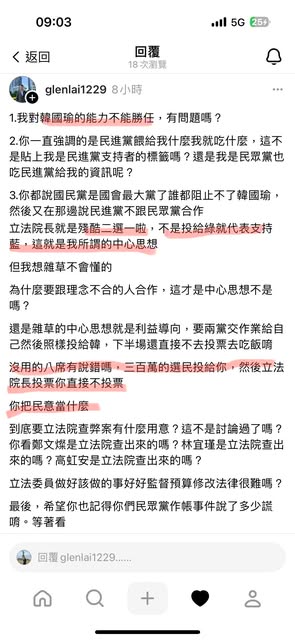 09:03
5G
25+
返回
回覆
18 次瀏覽
glenlai1229 8小時
1.我對韓國瑜的能力不能勝任，有問題嗎？
2.你一直強調的是民進黨餵給我什麼我就吃什麼，這不
是貼上我是民進黨支持者的標籤嗎？還是我是民眾黨也
吃民進黨給我的資訊呢？
3.你都說國民黨是國會最大黨了誰都阻止不了韓國瑜，
然後又在那邊說民進黨不跟民眾黨合作
立法院長就是殘酷二選一啦，不是投給綠就代表支持
藍，這就是我所謂的中心思想
但我想雜草不會懂的
為什麼要跟理念不合的人合作，這才是中心思想不是
嗎？
還是雜草的中心思想就是利益導向，要兩黨交作業給自
己然後照樣投給韓，下半場還直接不去投票去吃飯唷
沒用的八席有說錯嗎，三百萬的選民投給你，然後立法
院長投票你直接不投票
你把民意當什麼
到底要立法院查弊案有什麼用意？這不是討論過了嗎？
你看鄭文燦是立法院查出來的嗎？林宜瑾是立法院查出
來的嗎？高虹安是立法院查出來的嗎？
立法委員做好該做的事好好監督預算修改法律很難嗎？
最後，希望你也記得你們民眾黨作帳事件說了多少謊
唷。等著看
回覆 glenlai1229......